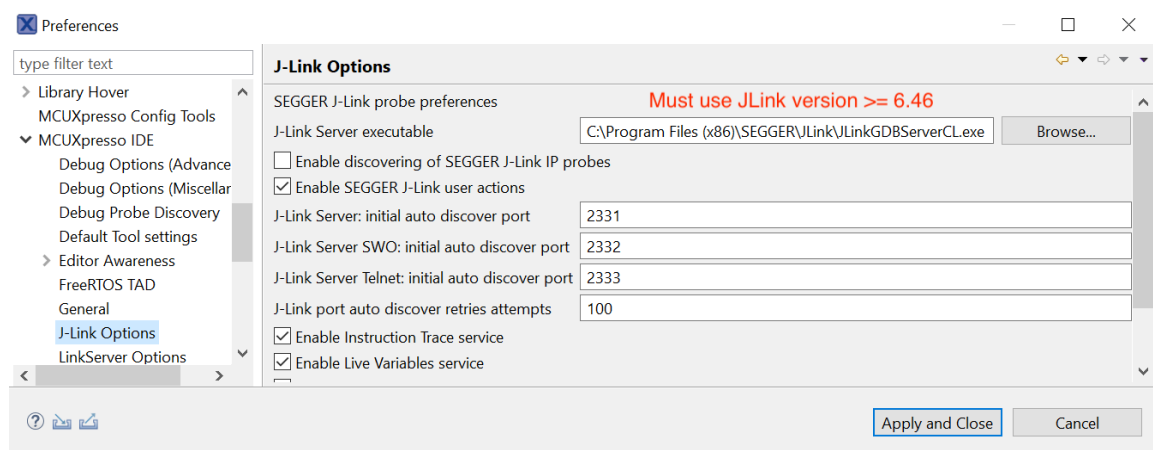 Preferences
type filter text
Library Hover
MCUXpresso Config Tools
MCUXpresso IDE
Debug Options (Advance
Debug Options (Miscellar
Debug Probe Discovery
Default Tool settings
Editor Awareness
FreeRTOS TAD
General
J-Link Options
LinkServer Options
J-Link Options
SEGGER J-Link probe preferences
Must use JLink version >= 6.46
J-Link Server executable
C:\Program Files (x86)\SEGGER\JLink\JLinkGDBServerCL.exe
Browse...
Enable discovering of SEGGER J-Link IP probes
Enable SEGGER J-Link user actions
J-Link Server: initial auto discover port
2331
J-Link Server SWO: initial auto discover port
2332
J-Link Server Telnet: initial auto discover port
2333
J-Link port auto discover retries attempts
100
Enable Instruction Trace service
Enable Live Variables service
Apply and Close
Cancel